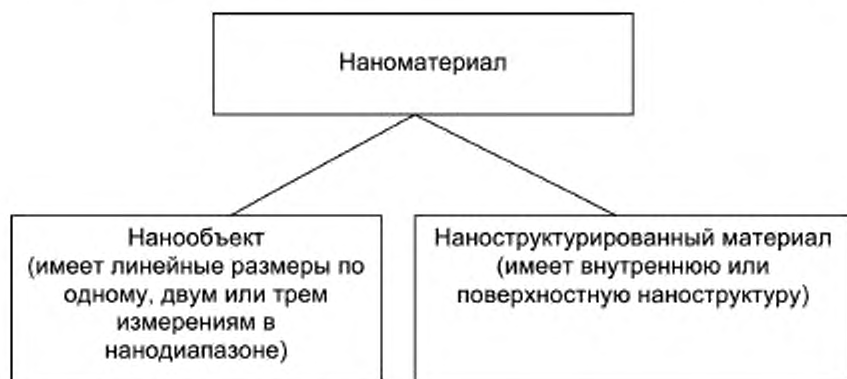 Наноматериал
Нанообъект
(имеет линейные размеры по
одному, двум или трем
измерениям в
нанодиапазоне)
Наноструктурированный материал
(имеет внутреннюю или
поверхностную наноструктуру)